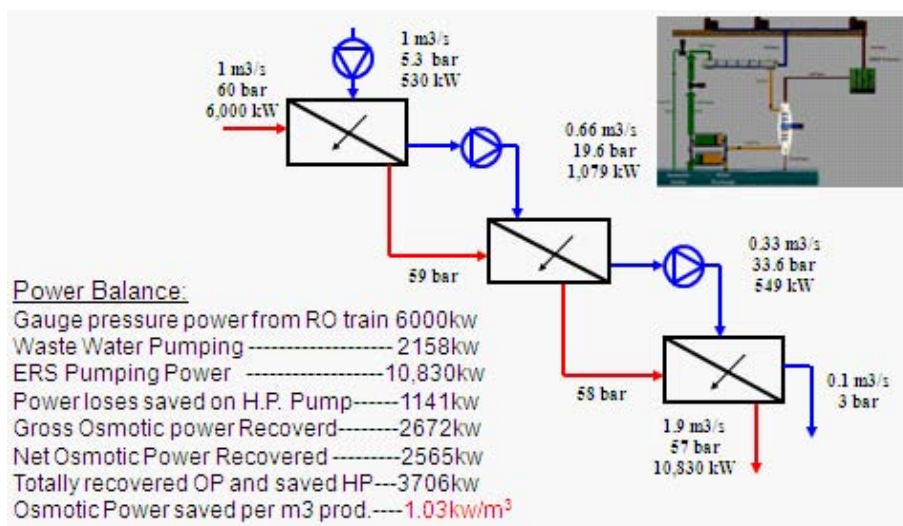 1 m3/s
60 bar
6,000 kW
1 m3/s
5.3 bar
530 kW
0.66 m3/s
19.6 bar
1,079 kW
59 bar
0.33 m3/s
33.6 bar
549 kW
58 bar
0.1 m3/s
3 bar
1.9 m3/s
57 bar
10,830 kW
Power Balance:
Gauge pressure power from RO train 6000kw
Waste Water Pumping ------------------- 2158kw
ERS Pumping Power ------------------10,830kw
Power loses saved on H.P. Pump------1141kw
Gross Osmotic power Recoverd-------2672kw
Net Osmotic Power Recovered ---------2565kw
Totally recovered OP and saved HP---3706kw
Osmotic Power saved per m3 prod.----1.03kw/m³